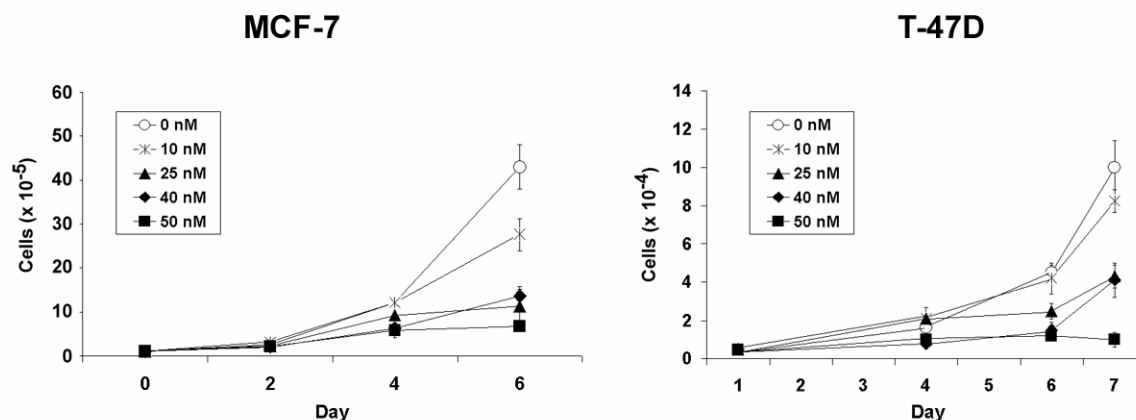 MCF-7
60
50
40
30
20
10
0
Cells (x 10⁻⁵)
0 nM
10 nM
25 nM
40 nM
50 nM
0 2 4 6
Day
T-47D
14
12
10
8
6
4
2
0
Cells (x 10⁻⁴)
0 nM
10 nM
25 nM
40 nM
50 nM
1 2 3 4 5 6 7
Day